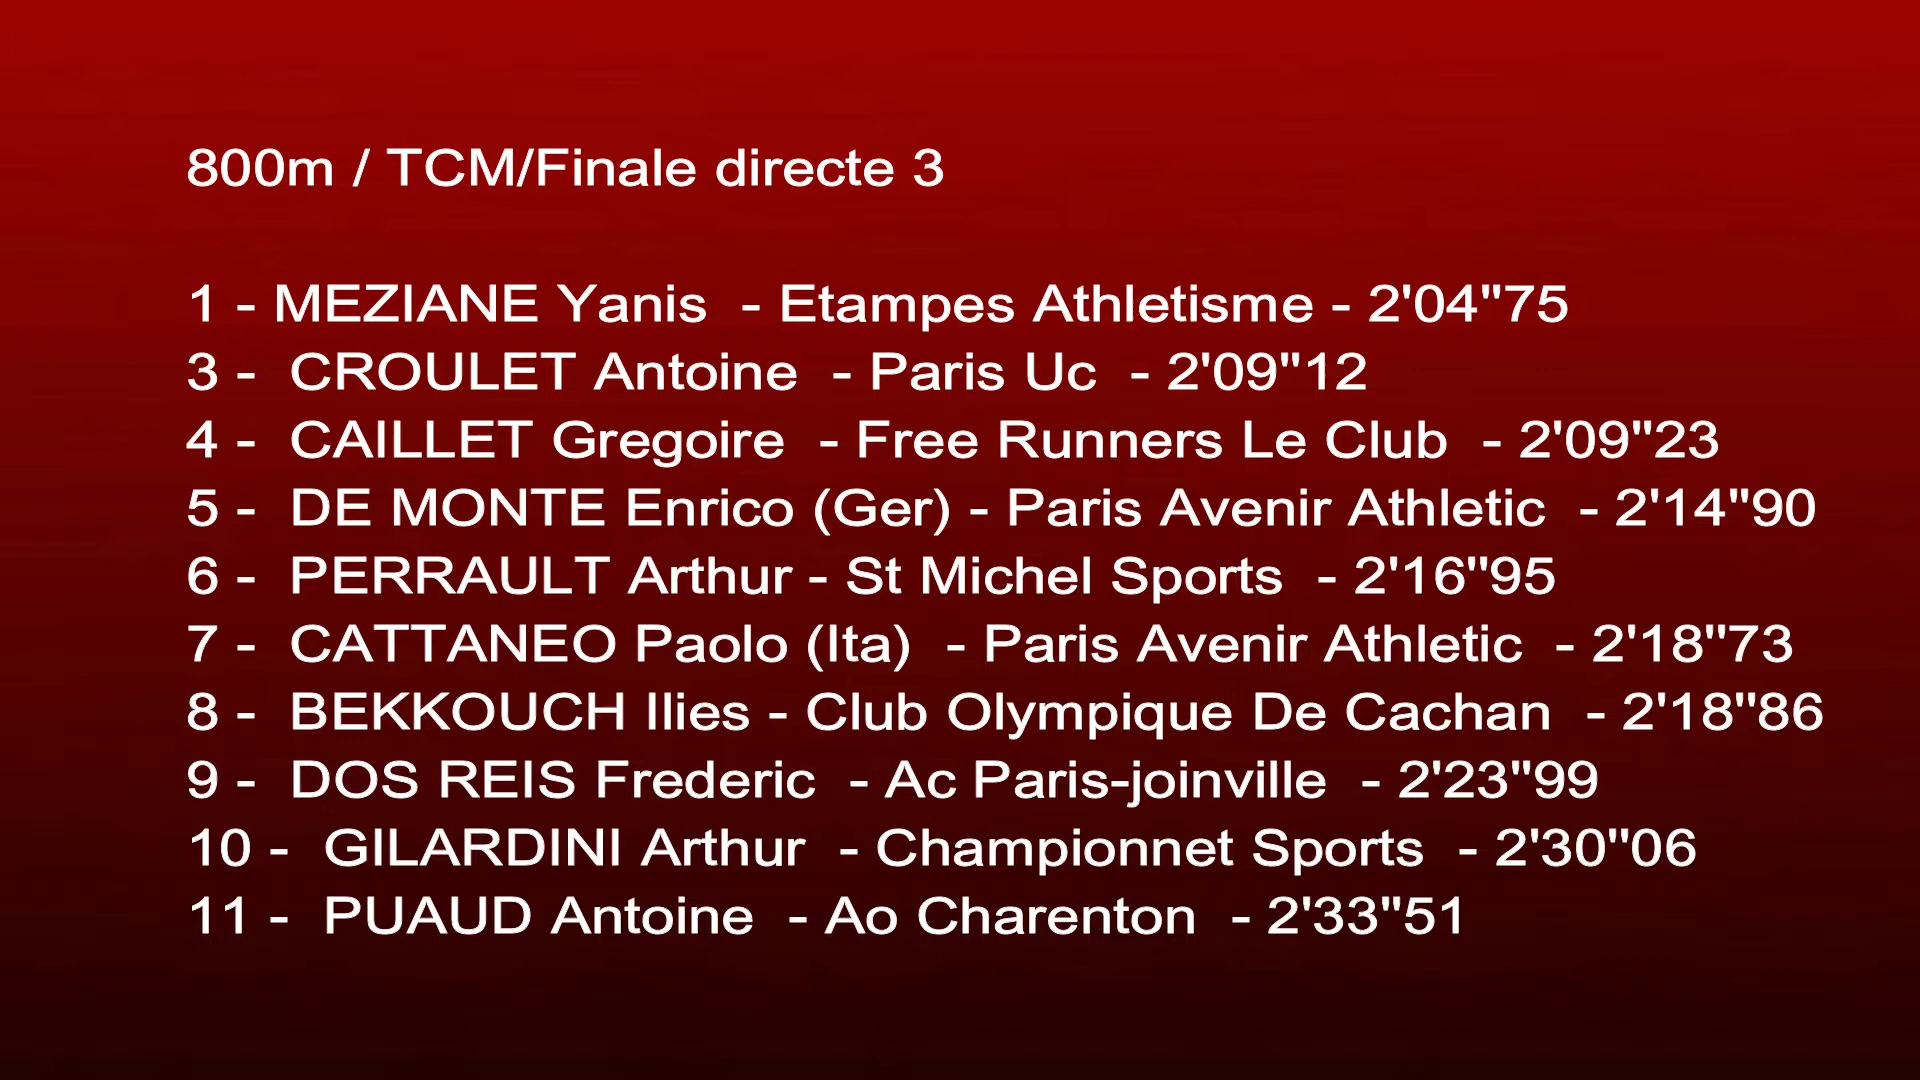 800m / TCM/Finale directe 3
1 - MEZIANE Yanis - Etampes Athletisme - 2'04"75
3 - CROULET Antoine - Paris Uc - 2'09"12
4 - CAILLET Gregoire - Free Runners Le Club - 2'09"23
5 - DE MONTE Enrico (Ger) - Paris Avenir Athletic - 2'14"90
6 - PERRAULT Arthur - St Michel Sports - 2'16"95
7 - CATTANEO Paolo (Ita) - Paris Avenir Athletic - 2'18"73
8 - BEKKOUCH Ilies - Club Olympique De Cachan - 2'18"86
9 - DOS REIS Frederic - Ac Paris-joinville - 2'23"99
10 - GILARDINI Arthur - Championnet Sports - 2'30"06
11 - PUAUD Antoine - Ao Charenton - 2'33"51